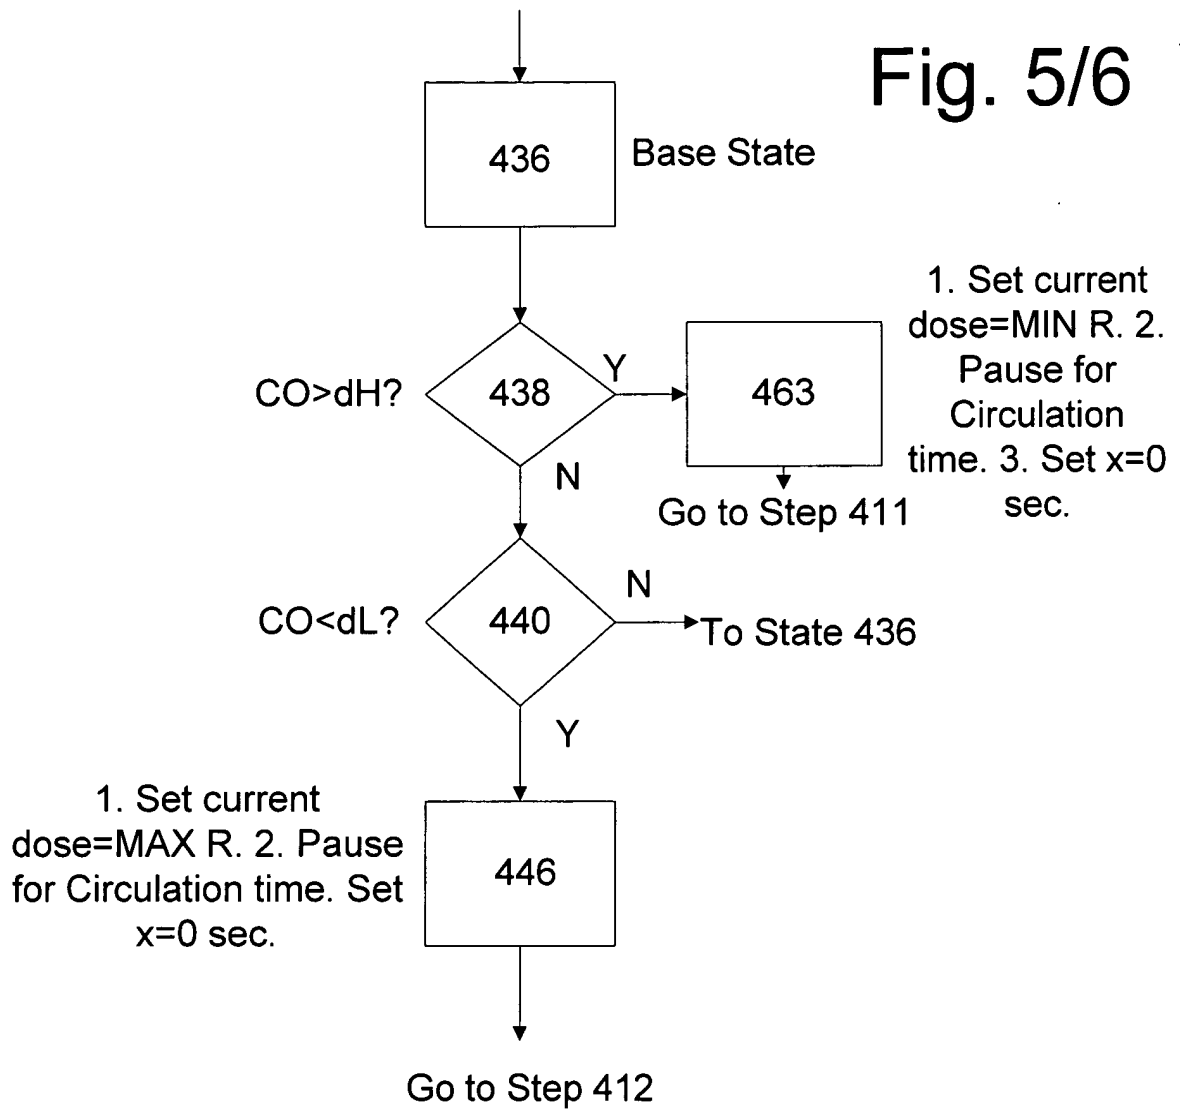 Fig. 5/6
436
Base State
CO>dH?
438
Y
463
1. Set current
dose=MIN R. 2.
Pause for
Circulation
time. 3. Set x=0
sec.
N
Go to Step 411
CO<dL?
440
N
To State 436
Y
1. Set current
dose=MAX R. 2. Pause
for Circulation time. Set
x=0 sec.
446
Go to Step 412